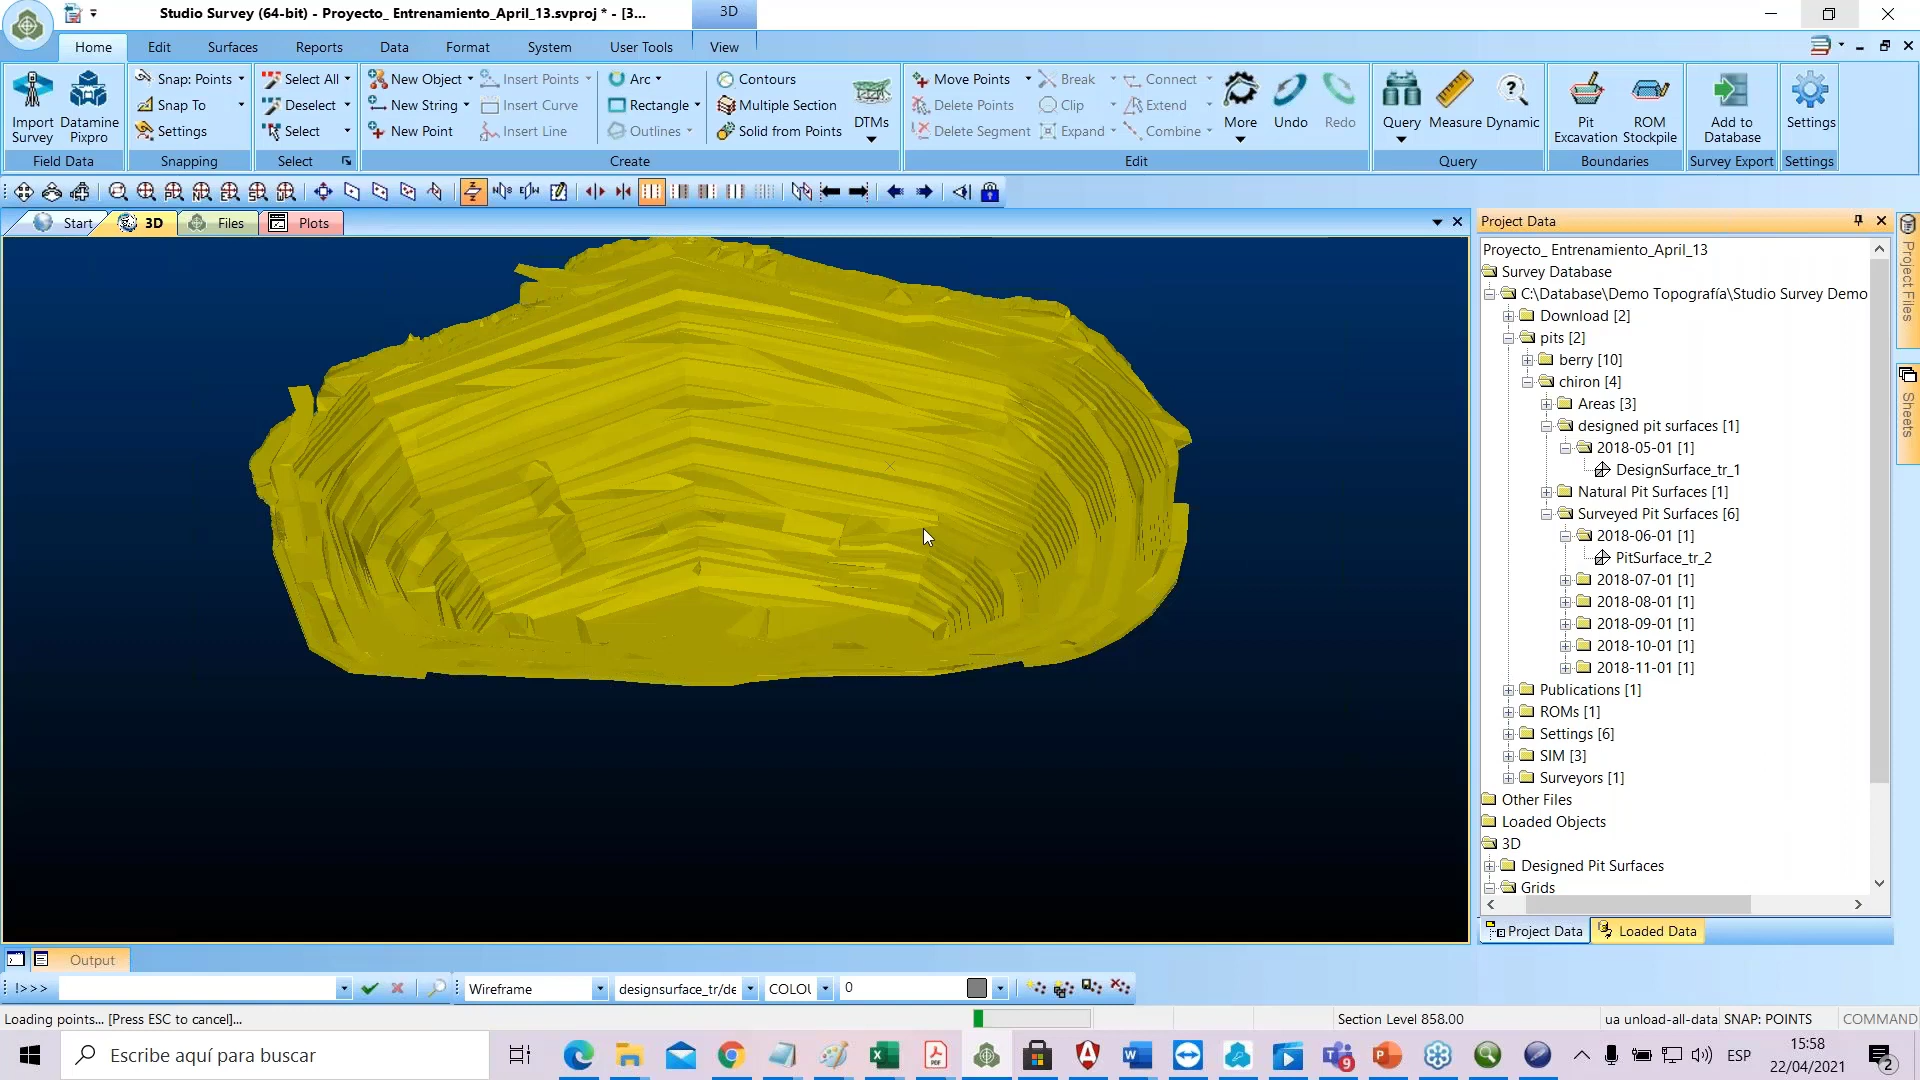 Studio Survey (64-bit) - Proyecto_ Entrenamiento_April_13.svproj * - [3...
3D
Home Edit Surfaces Reports Data Format System User Tools View
Import Survey
Datamine Pixpro
Field Data
Snap: Points
Snap To
Settings
Snapping
Select All
Deselect
Select
Select
New Object
New String
New Point
Insert Points
Insert Curve
Insert Line
Arc
Rectangle
Outlines
Contours
Multiple Section
Solid from Points
DTMs
Create
Move Points
Delete Points
Delete Segment
Break
Clip
Expand
Connect
Extend
Combine
More
Undo
Redo
Edit
Query
Measure
Dynamic
Query
Pit Excavation
ROM Stockpile
Boundaries
Add to Database
Survey Export
Settings
Settings
Start 3D Files Plots
Project Data
Proyecto_ Entrenamiento_April_13
Survey Database
C:\Database\Demo Topografía\Studio Survey Demo
Download [2]
pits [2]
berry [10]
chiron [4]
Areas [3]
designed pit surfaces [1]
2018-05-01 [1]
DesignSurface_tr_1
Natural Pit Surfaces [1]
Surveyed Pit Surfaces [6]
2018-06-01 [1]
PitSurface_tr_2
2018-07-01 [1]
2018-08-01 [1]
2018-09-01 [1]
2018-10-01 [1]
2018-11-01 [1]
Publications [1]
ROMs [1]
Settings [6]
SIM [3]
Surveyors [1]
Other Files
Loaded Objects
3D
Designed Pit Surfaces
Grids
Project Data Loaded Data
Project Files
Sheets
Output
!>>> Wireframe designsurface_tr/de COLOU 0
Loading points... [Press ESC to cancel]... Section Level 858.00 ua unload-all-data SNAP: POINTS COMMAND
Escribe aquí para buscar
ESP
15:58
22/04/2021
9
2